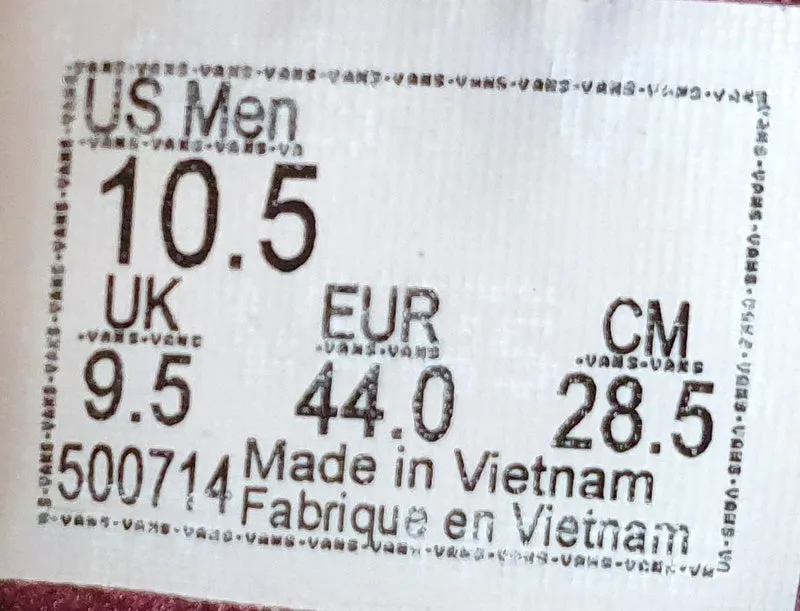 US Men
10.5
UK EUR CM
9.5 44.0 28.5
500714 Made in Vietnam
Fabrique en Vietnam